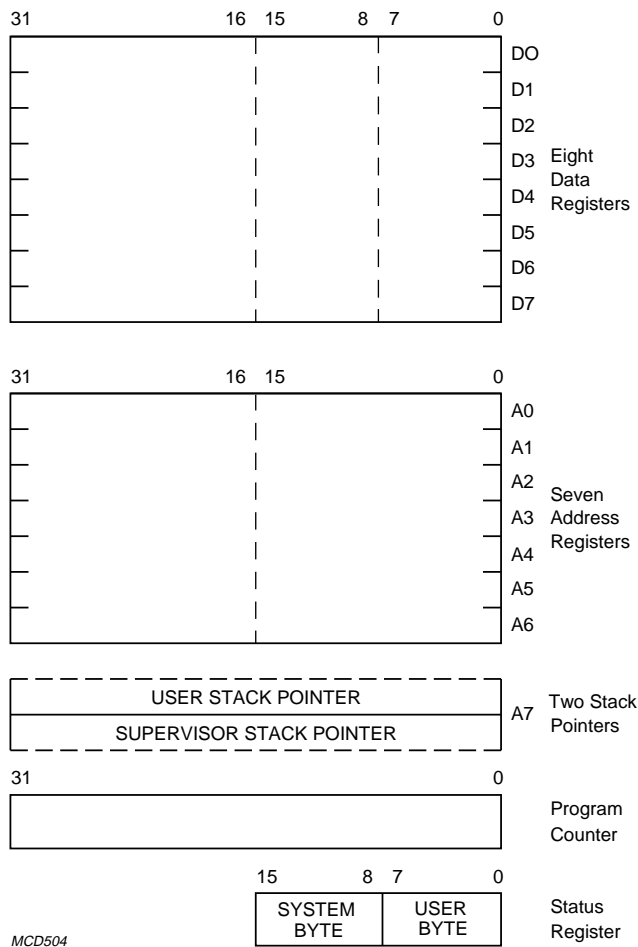 31 16 15 8 7 0
DO
D1
D2
D3 Eight
Data
D4 Registers
D5
D6
D7
31 16 15 0
A0
A1
A2
Seven
A3 Address
Registers
A4
A5
A6
USER STACK POINTER
SUPERVISOR STACK POINTER
A7 Two Stack
Pointers
31 0
Program
Counter
15 8 7 0
SYSTEM BYTE
USER BYTE
Status
Register
MCD504